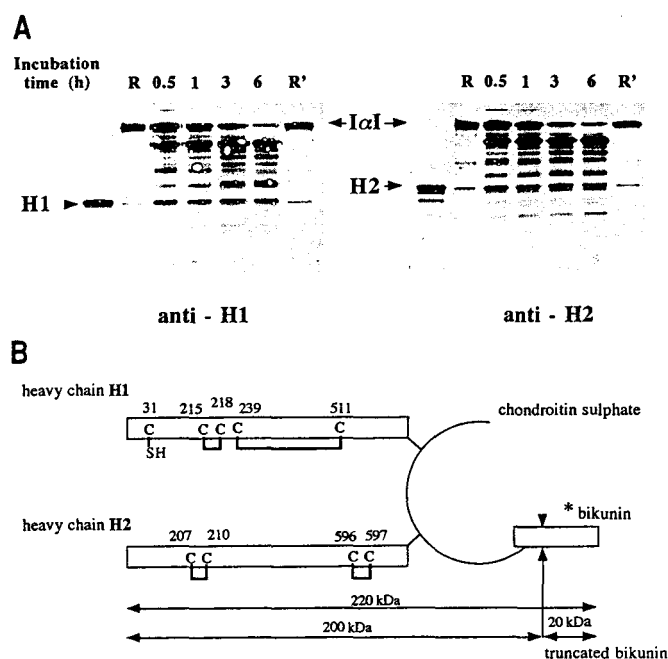 A
Incubation
time (h) R 0.5 1 3 6 R’ R 0.5 1 3 6 R’
IαI
H2
H1
anti - H1 anti - H2
B
heavy chain H1
31 215 218 239 511
chondroitin sulphate
C C C C C
SH
* bikunin
heavy chain H2
207 210 596 597
C C C C
220 kDa
200 kDa 20 kDa
truncated bikunin